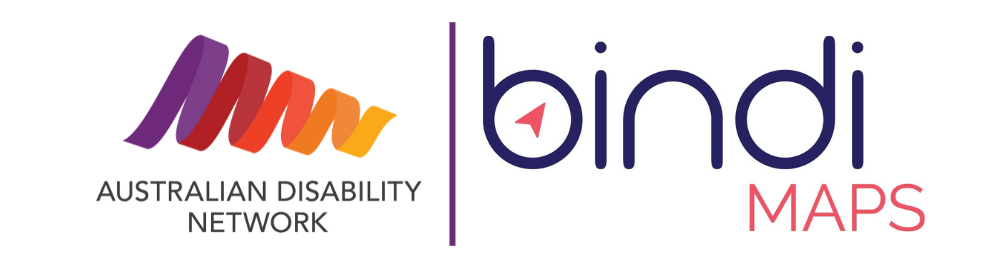 AUSTRALIAN DISABILITY
NETWORK
bindi
MAPS